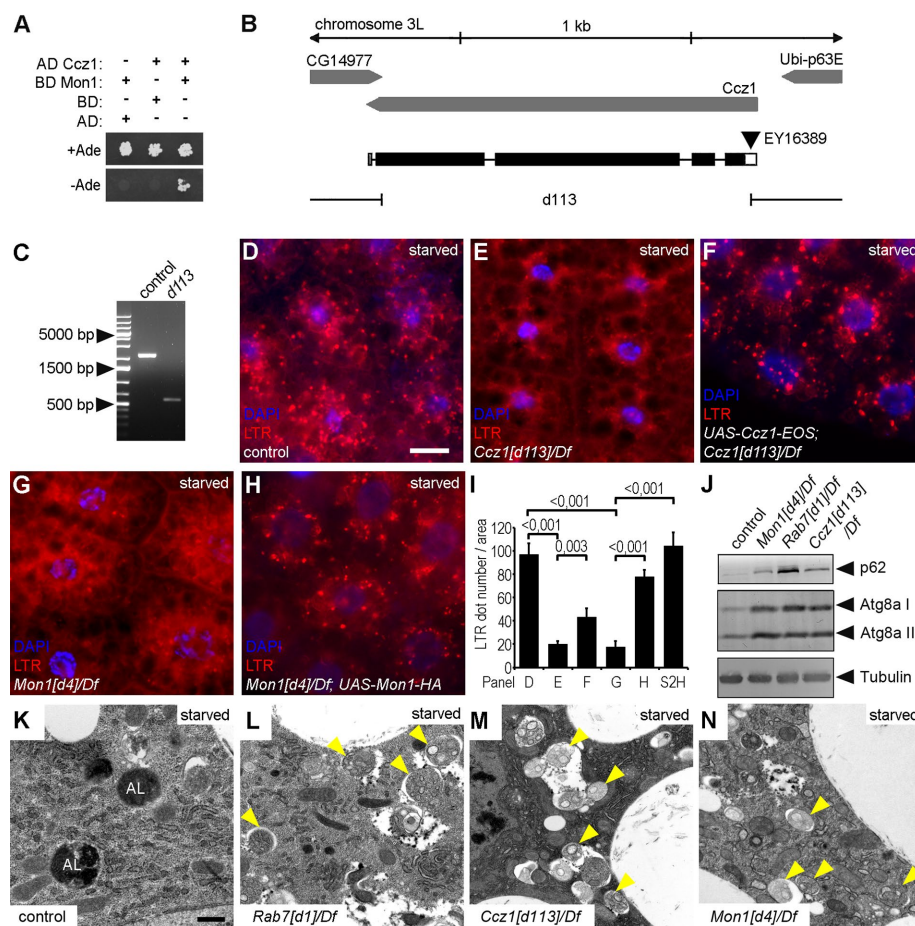 A
AD Ccz1: - + +
BD Mon1: + - +
BD: - + -
AD: + - -
+Ade
-Ade
B
chromosome 3L
1 kb
CG14977
Ubi-p63E
Ccz1
EY16389
d113
C
control
d113
5000 bp
1500 bp
500 bp
D
starved
DAPI
LTR
control
E
starved
DAPI
LTR
Ccz1[d113]/Df
F
starved
DAPI
LTR
UAS-Ccz1-EOS;
Ccz1[d113]/Df
G
starved
DAPI
LTR
Mon1[d4]/Df
H
starved
DAPI
LTR
Mon1[d4]/Df; UAS-Mon1-HA
I
LTR dot number / area
140
120
100
80
60
40
20
0
<0,001
<0,001
<0,001
0,003
<0,001
Panel D E F G H S2H
J
control
Mon1[d4]/Df
Rab7[d1]/Df
Ccz1[d113]
/Df
p62
Atg8a I
Atg8a II
Tubulin
K
starved
AL
AL
control
L
starved
Rab7[d1]/Df
M
starved
Ccz1[d113]/Df
N
starved
Mon1[d4]/Df